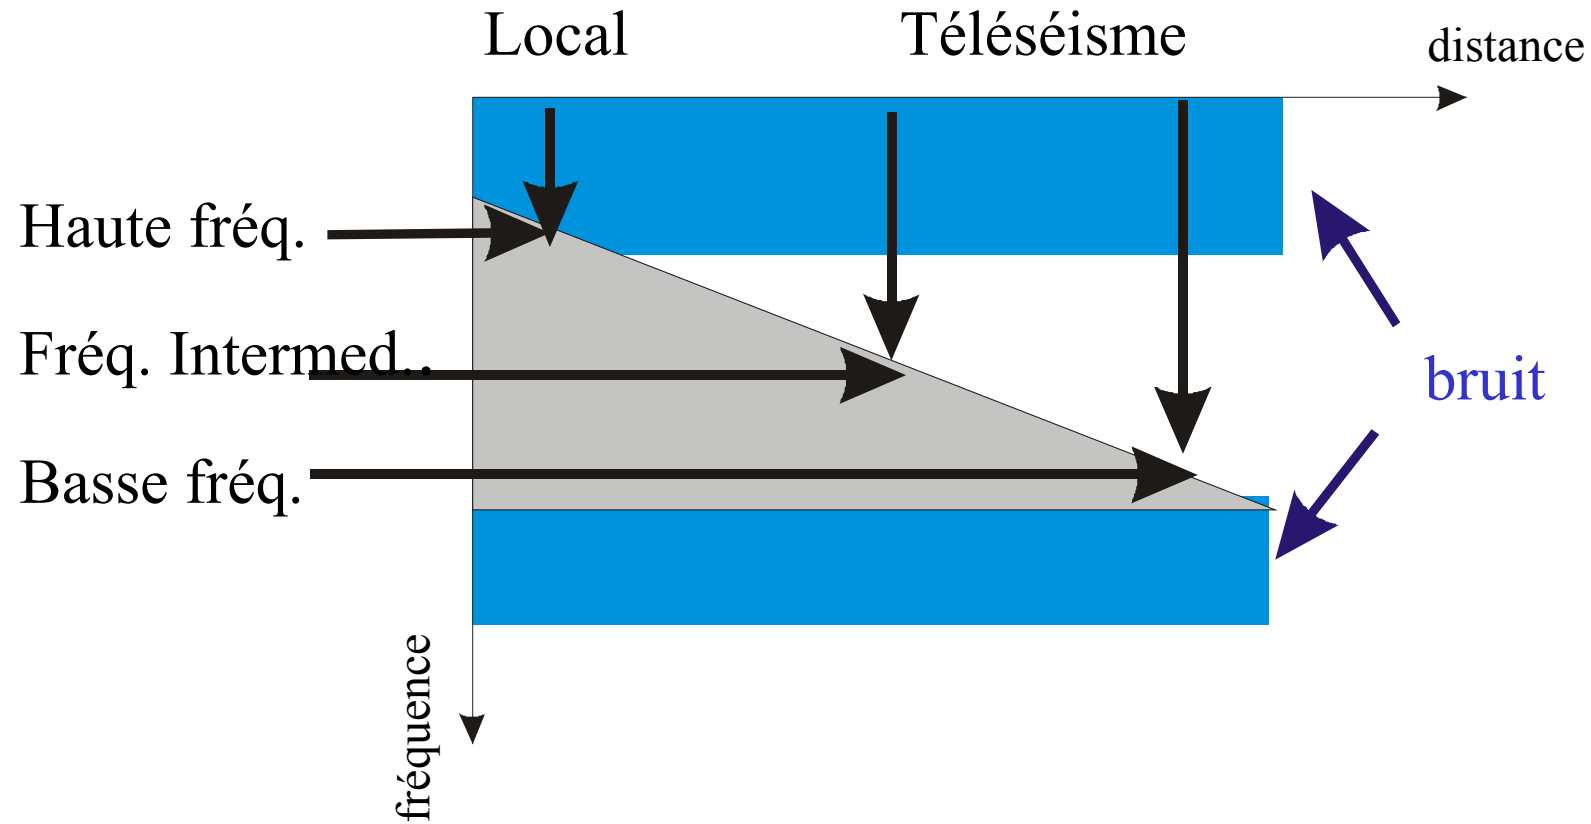 Local
Téléséisme
distance
Haute fréq.
Fréq. Intermed..
bruit
Basse fréq.
fréquence